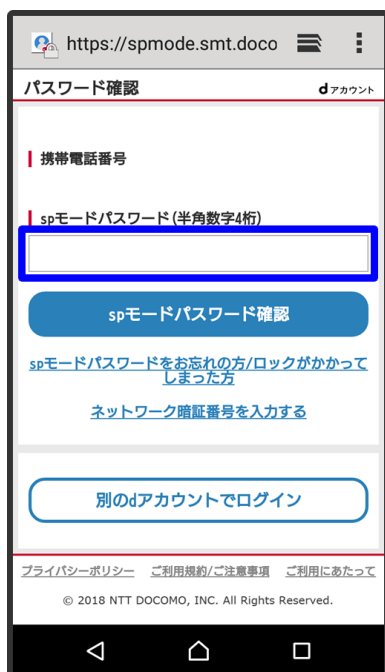 https://spmode.smt.doco
パスワード確認
dアカウント
携帯電話番号
spモードパスワード(半角数字4桁)
spモードパスワード確認
spモードパスワードをお忘れの方/ロックがかかって
しまった方
ネットワーク暗証番号を入力する
別のdアカウントでログイン
プライバシーポリシー ご利用規約/ご注意事項 ご利用にあたって
© 2018 NTT DOCOMO, INC. All Rights Reserved.